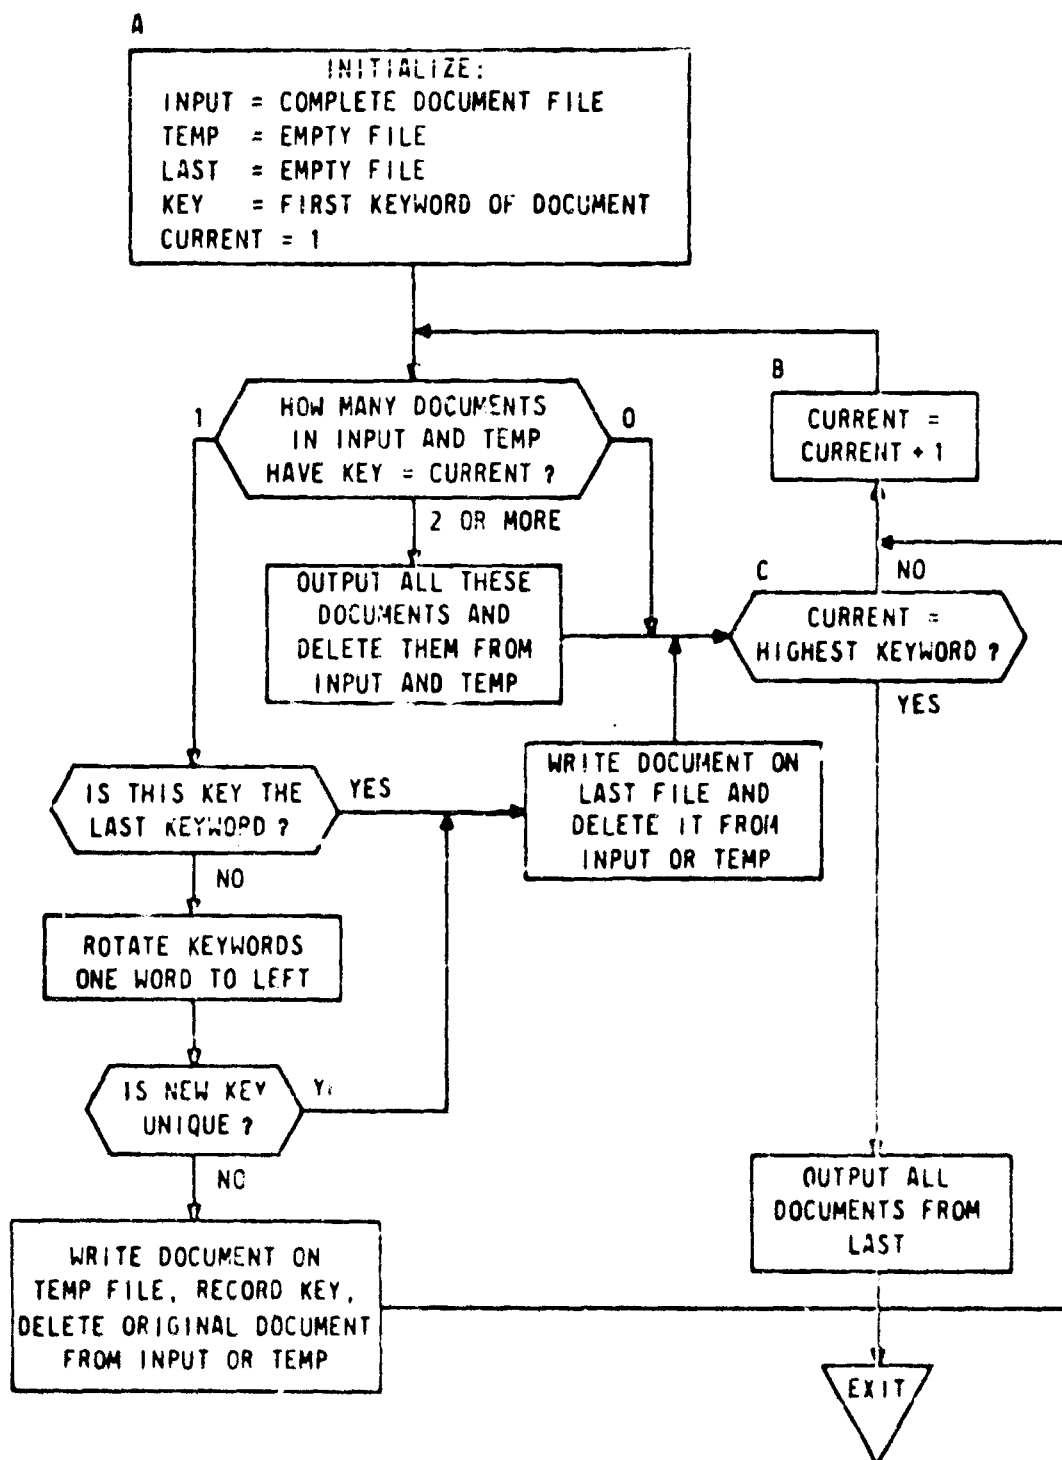 A
INITIALIZE:
INPUT = COMPLETE DOCUMENT FILE
TEMP = EMPTY FILE
LAST = EMPTY FILE
KEY = FIRST KEYWORD OF DOCUMENT
CURRENT = 1
B
CURRENT =
CURRENT + 1
1
HOW MANY DOCUMENTS
IN INPUT AND TEMP
HAVE KEY = CURRENT ?
0
2 OR MORE
OUTPUT ALL THESE
DOCUMENTS AND
DELETE THEM FROM
INPUT AND TEMP
C
NO
CURRENT =
HIGHEST KEYWORD ?
YES
WRITE DOCUMENT ON
LAST FILE AND
DELETE IT FROM
INPUT OR TEMP
IS THIS KEY THE
LAST KEYWORD ?
YES
NO
ROTATE KEYWORDS
ONE WORD TO LEFT
IS NEW KEY
UNIQUE ?
NO
WRITE DOCUMENT ON
TEMP FILE, RECORD KEY,
DELETE ORIGINAL DOCUMENT
FROM INPUT OR TEMP
OUTPUT ALL
DOCUMENTS FROM
LAST
EXIT